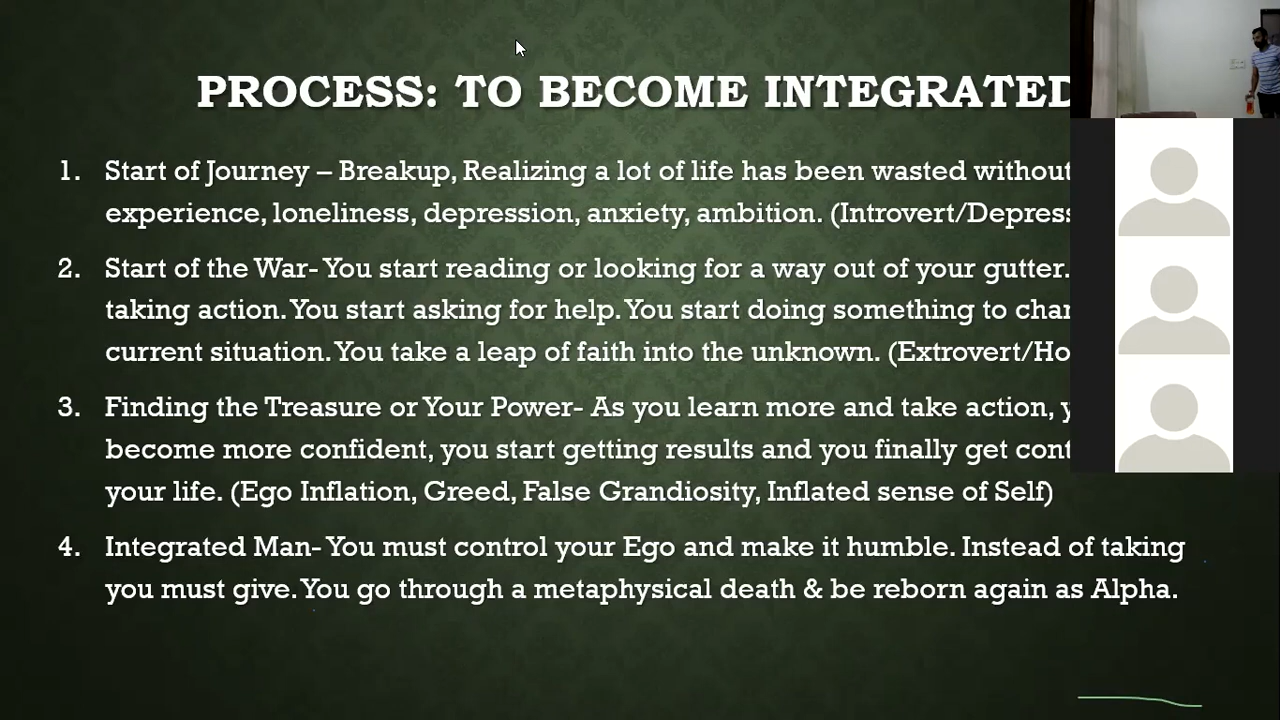 PROCESS: TO BECOME INTEGRATED
1. Start of Journey – Breakup, Realizing a lot of life has been wasted without
experience, loneliness, depression, anxiety, ambition. (Introvert/Depress
2. Start of the War- You start reading or looking for a way out of your gutter.
taking action. You start asking for help. You start doing something to
current situation. You take a leap of faith into the unknown. (Extrovert/
3. Finding the Treasure or Your Power- As you learn more and take action,
become more confident, you start getting results and you finally get
your life. (Ego Inflation, Greed, False Grandiosity, Inflated sense of Self)
4. Integrated Man- You must control your Ego and make it humble. Instead of taking
you must give. You go through a metaphysical death & be reborn again as Alpha.